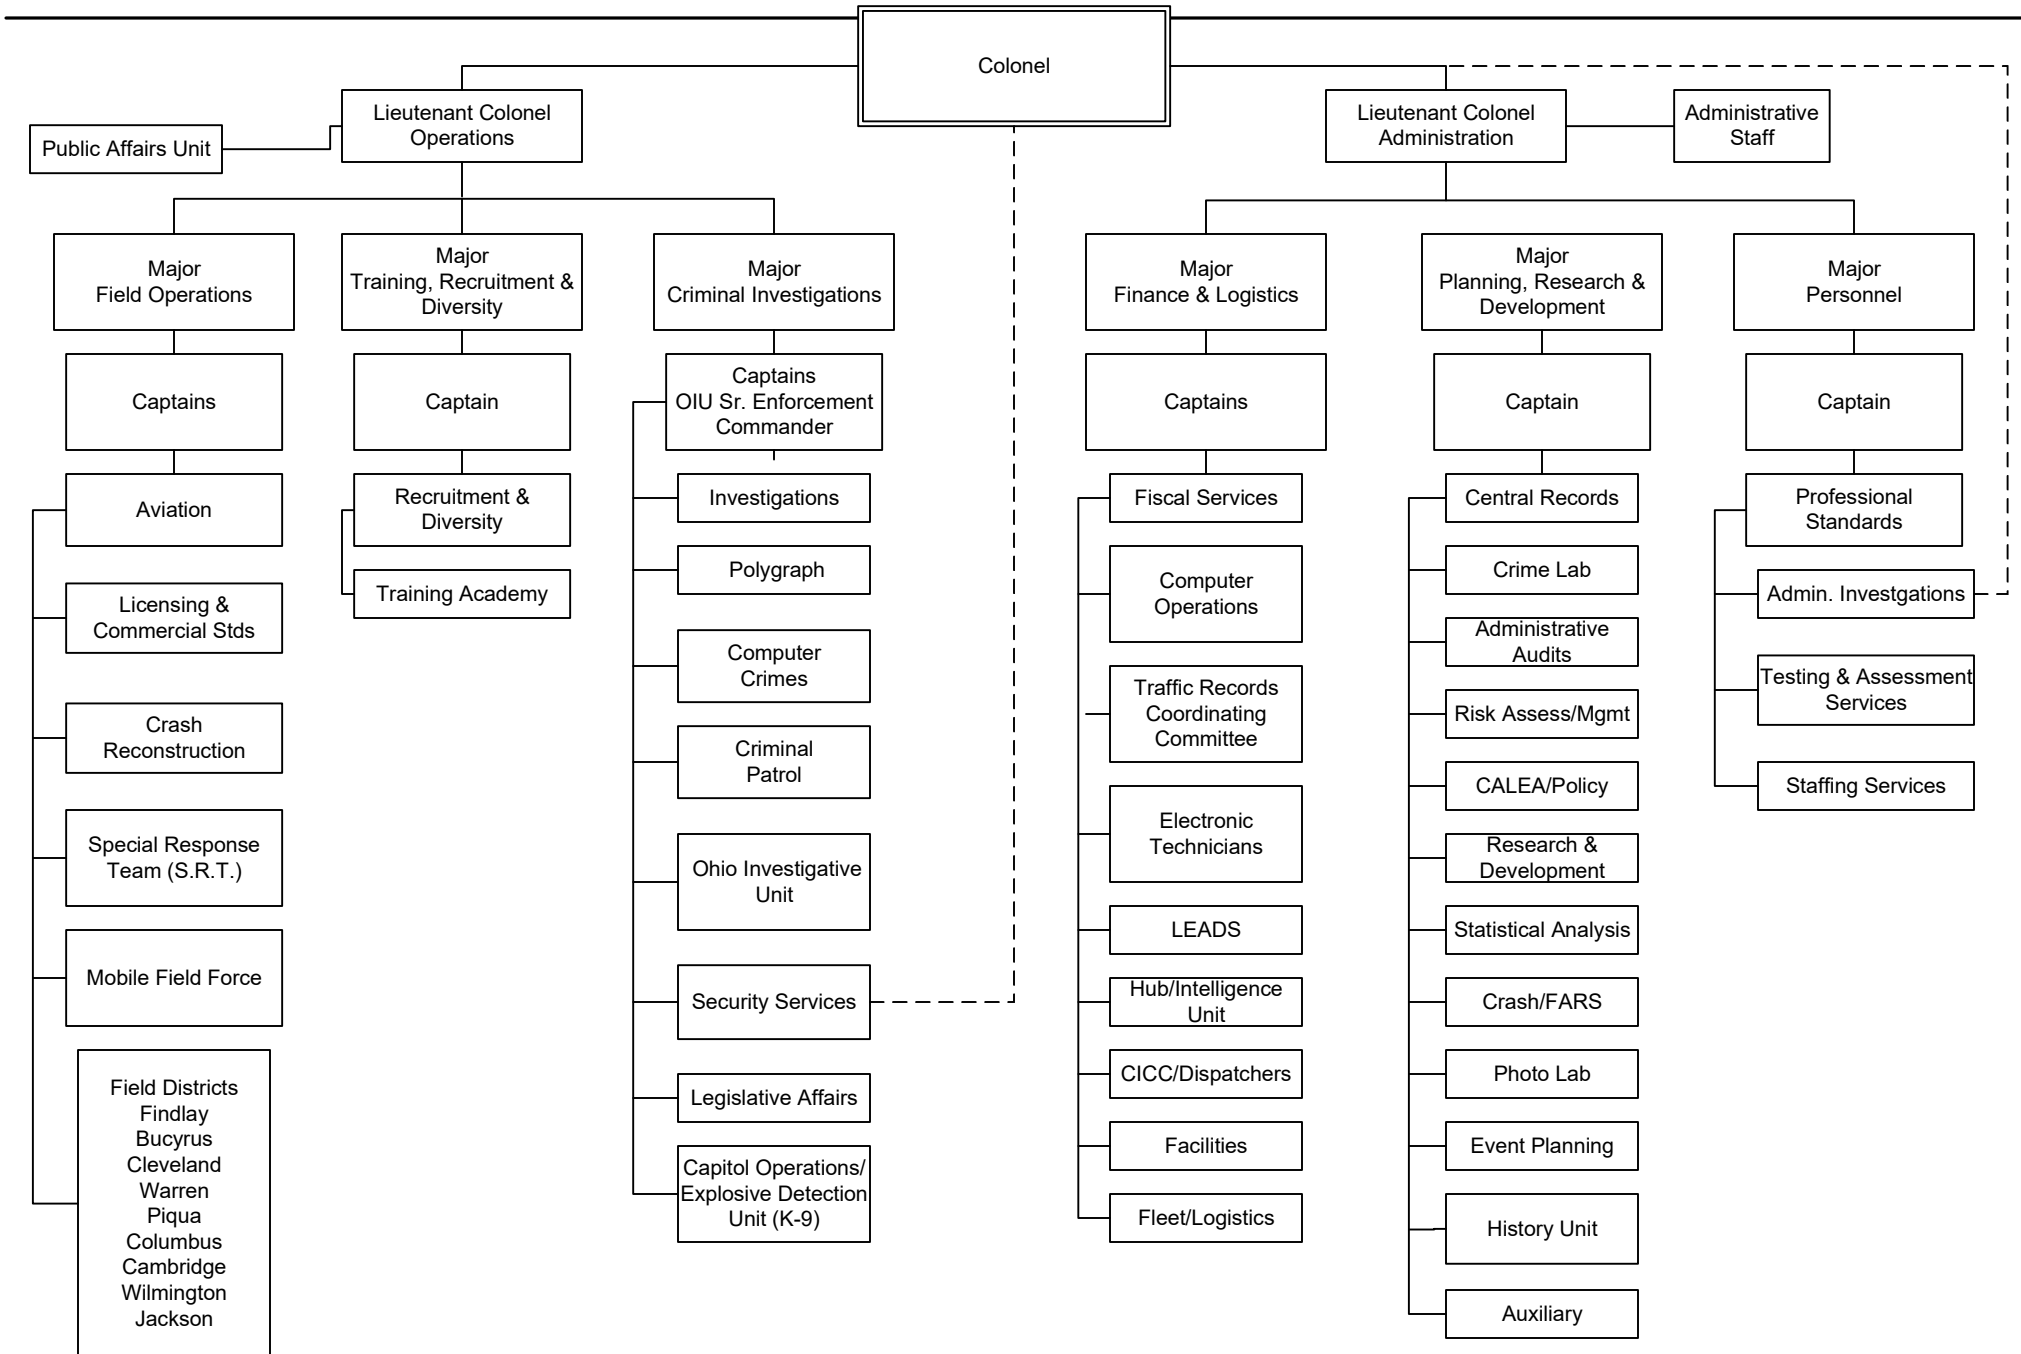 Colonel
Lieutenant Colonel
Operations
Public Affairs Unit
Lieutenant Colonel
Administration
Administrative
Staff
Major
Field Operations
Captains
Aviation
Licensing &
Commercial Stds
Crash
Reconstruction
Special Response
Team (S.R.T.)
Mobile Field Force
Field Districts
Findlay
Bucyrus
Cleveland
Warren
Piqua
Columbus
Cambridge
Wilmington
Jackson
Major
Training, Recruitment &
Diversity
Captain
Recruitment &
Diversity
Training Academy
Major
Criminal Investigations
Captains
OIU Sr. Enforcement
Commander
Investigations
Polygraph
Computer
Crimes
Criminal
Patrol
Ohio Investigative
Unit
Security Services
Legislative Affairs
Capitol Operations/
Explosive Detection
Unit (K-9)
Major
Finance & Logistics
Captains
Fiscal Services
Computer
Operations
Traffic Records
Coordinating
Committee
Electronic
Technicians
LEADS
Hub/Intelligence
Unit
CICC/Dispatchers
Facilities
Fleet/Logistics
Major
Planning, Research &
Development
Captain
Central Records
Crime Lab
Administrative
Audits
Risk Assess/Mgmt
CALEA/Policy
Research &
Development
Statistical Analysis
Crash/FARS
Photo Lab
Event Planning
History Unit
Auxiliary
Major
Personnel
Captain
Professional
Standards
Admin. Investgations
Testing & Assessment
Services
Staffing Services